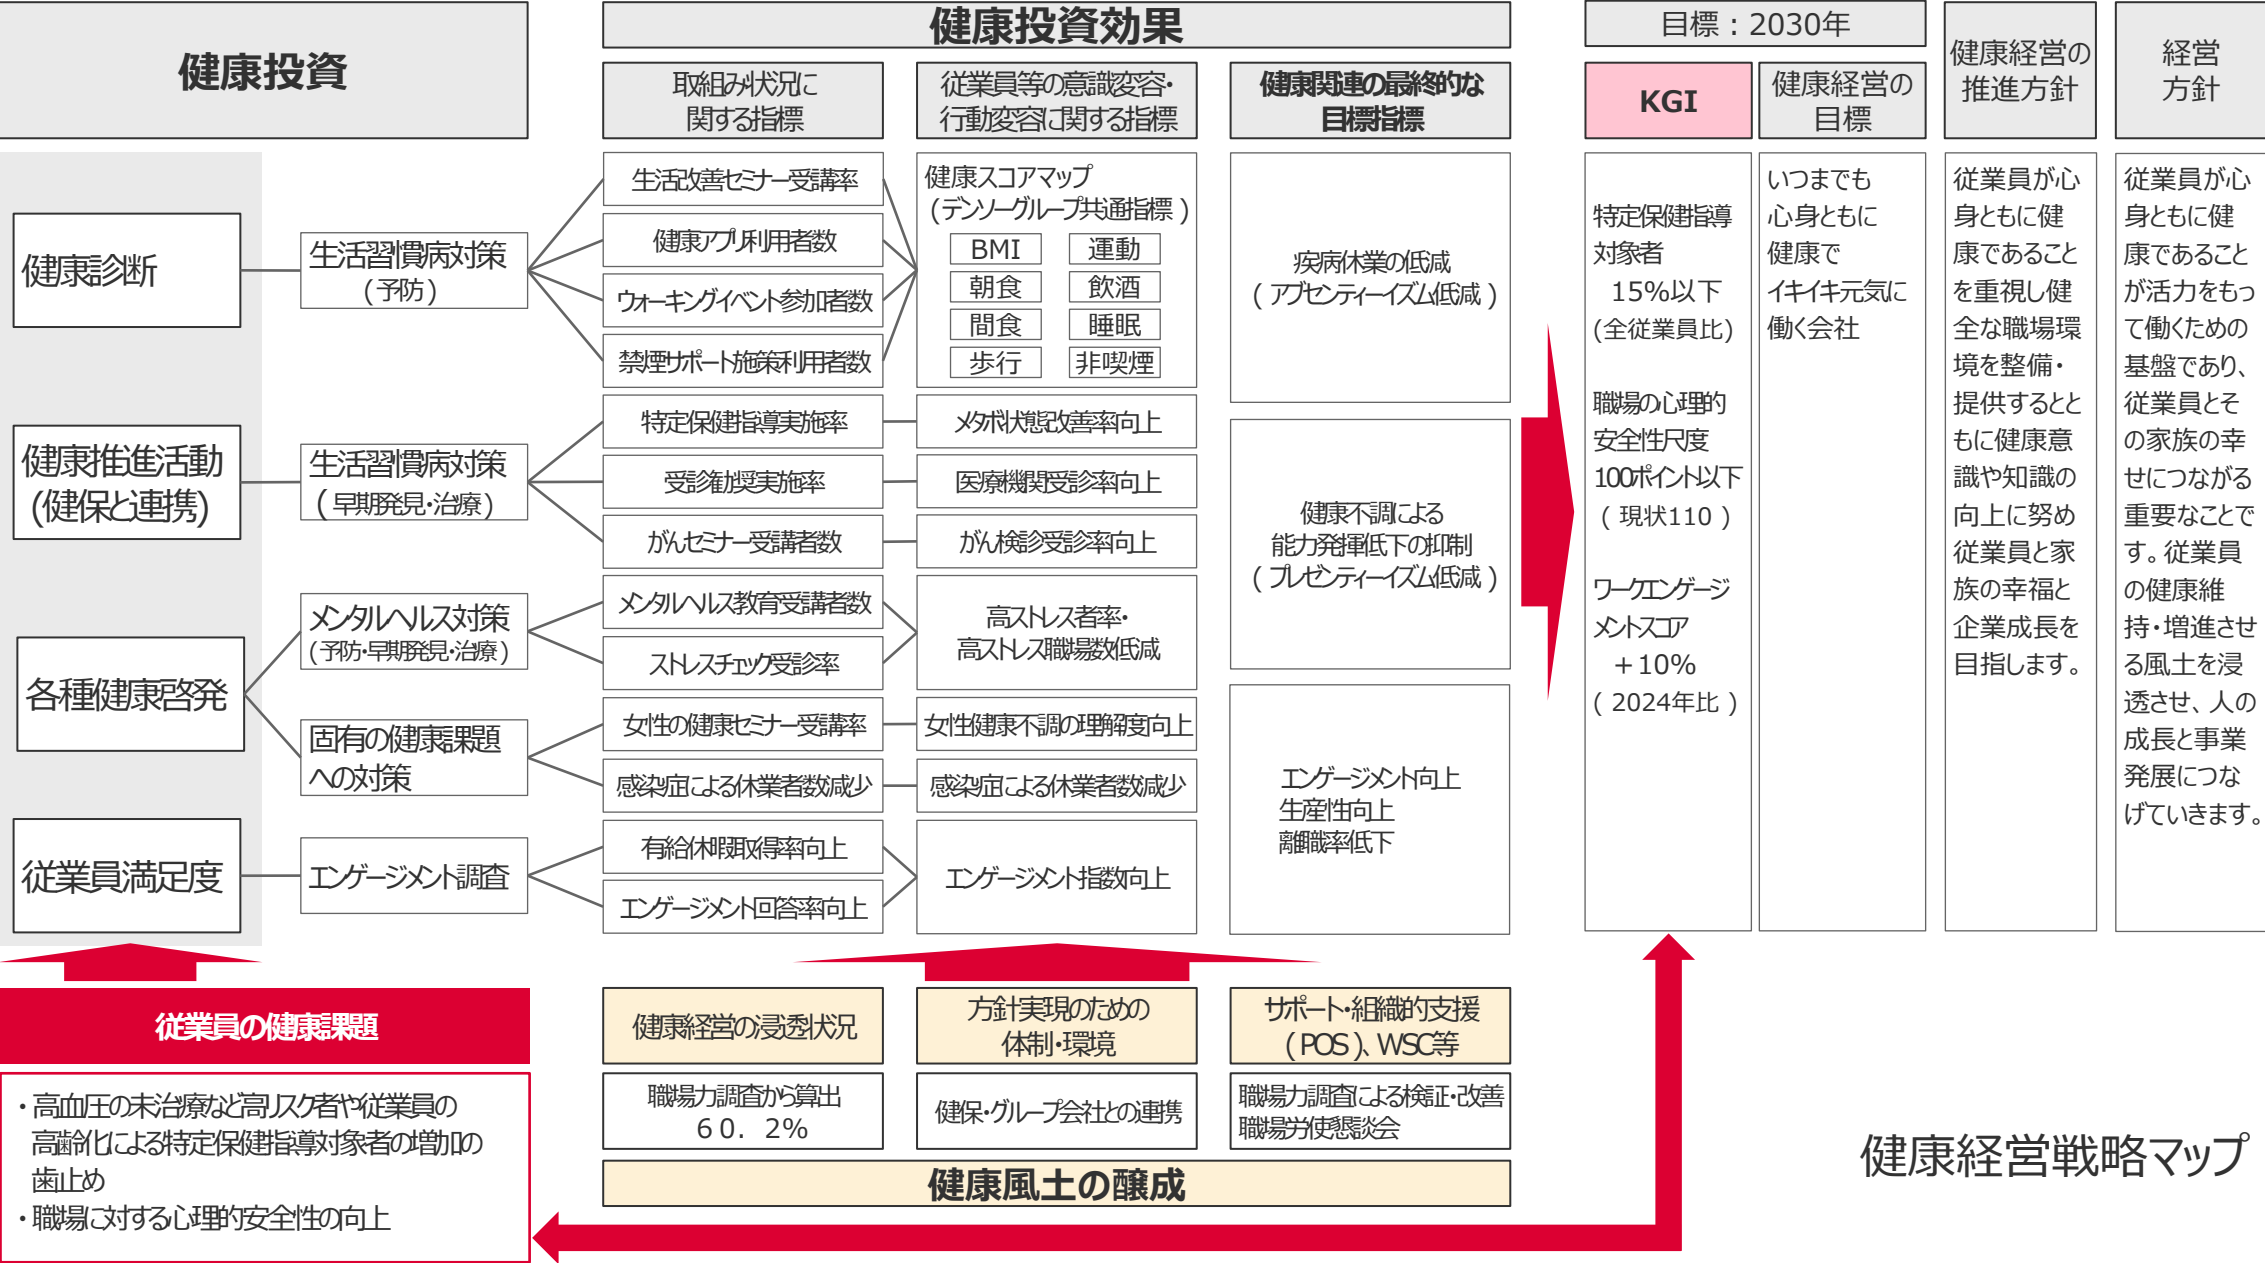 健康投資
健康投資効果
取組み状況に
関する指標
従業員等の意識変容・
行動変容に関する指標
健康関連の最終的な
目標指標
目標：2030年
KGI
健康経営の
目標
健康経営の
推進方針
経営
方針
健康診断
生活習慣病対策
(予防)
生活改善セミナー受講率
健康アプリ利用者数
ウォーキングイベント参加者数
禁煙サポート施策利用者数
健康スコアマップ
(デンソーグループ共通指標)
BMI
運動
朝食
飲酒
間食
睡眠
歩行
非喫煙
健康推進活動
(健保と連携)
生活習慣病対策
(早期発見・治療)
特定保健指導実施率
メタボ状態改善率向上
受診勧奨実施率
医療機関受診率向上
がんセミナー受講者数
がん検診受診率向上
各種健康啓発
メンタルヘルス対策
(予防・早期発見・治療)
メンタルヘルス教育受講者数
ストレスチェック受診率
高ストレス者率・
高ストレス職場数低減
固有の健康課題
への対策
女性の健康セミナー受講率
女性健康不調の理解度向上
感染症による休業者数減少
感染症による休業者数減少
従業員満足度
エンゲージメント調査
有給休暇取得率向上
エンゲージメント回答率向上
エンゲージメント指数向上
疾病休業の低減
(アブセンティーイズム低減)
健康不調による
能力発揮低下の抑制
(プレゼンティーイズム低減)
エンゲージメント向上
生産性向上
離職率低下
特定保健指導
対象者
15%以下
(全従業員比)
職場の心理的
安全性尺度
100ポイント以下
(現状110)
ワークエンゲージ
メントスコア
＋10%
(2024年比)
いつまでも
心身ともに
健康で
イキイキ元気に
働く会社
従業員が心
身ともに健
康であること
を重視し健
全な職場環
境を整備・
提供するとと
もに健康意
識や知識の
向上に努め
従業員と家
族の幸福と
企業成長を
目指します。
従業員が心
身ともに健
康であること
が活力をもっ
て働くための
基盤であり、
従業員とそ
の家族の幸
せにつながる
重要なことで
す。従業員
の健康維
持・増進させ
る風土を浸
透させ、人の
成長と事業
発展につな
げていきます。
従業員の健康課題
・高血圧の未治療など高リスク者や従業員の
高齢化による特定保健指導対象者の増加の
歯止め
・職場に対する心理的安全性の向上
健康経営の浸透状況
方針実現のための
体制・環境
サポート・組織的支援
(POS)、WSC等
職場力調査から算出
60．2%
健保・グループ会社との連携
職場力調査による検証・改善
職場労使懇談会
健康風土の醸成
健康経営戦略マップ